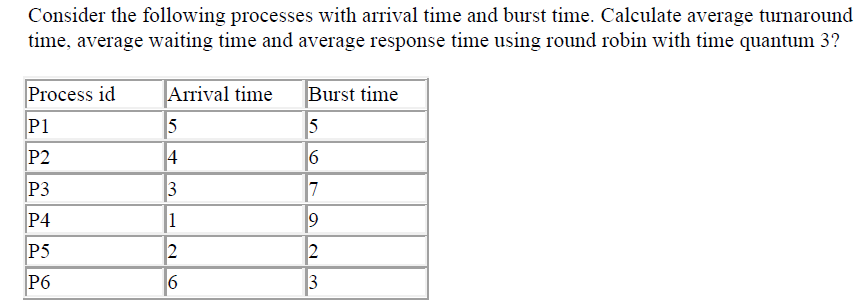 Consider the following processes with arrival time and burst time. Calculate average turnaround
time, average waiting time and average response time using round robin with time quantum 3?
Process id Arrival time Burst time
P1 5 5
P2 4 6
P3 3 7
P4 1 9
P5 2 2
P6 6 3